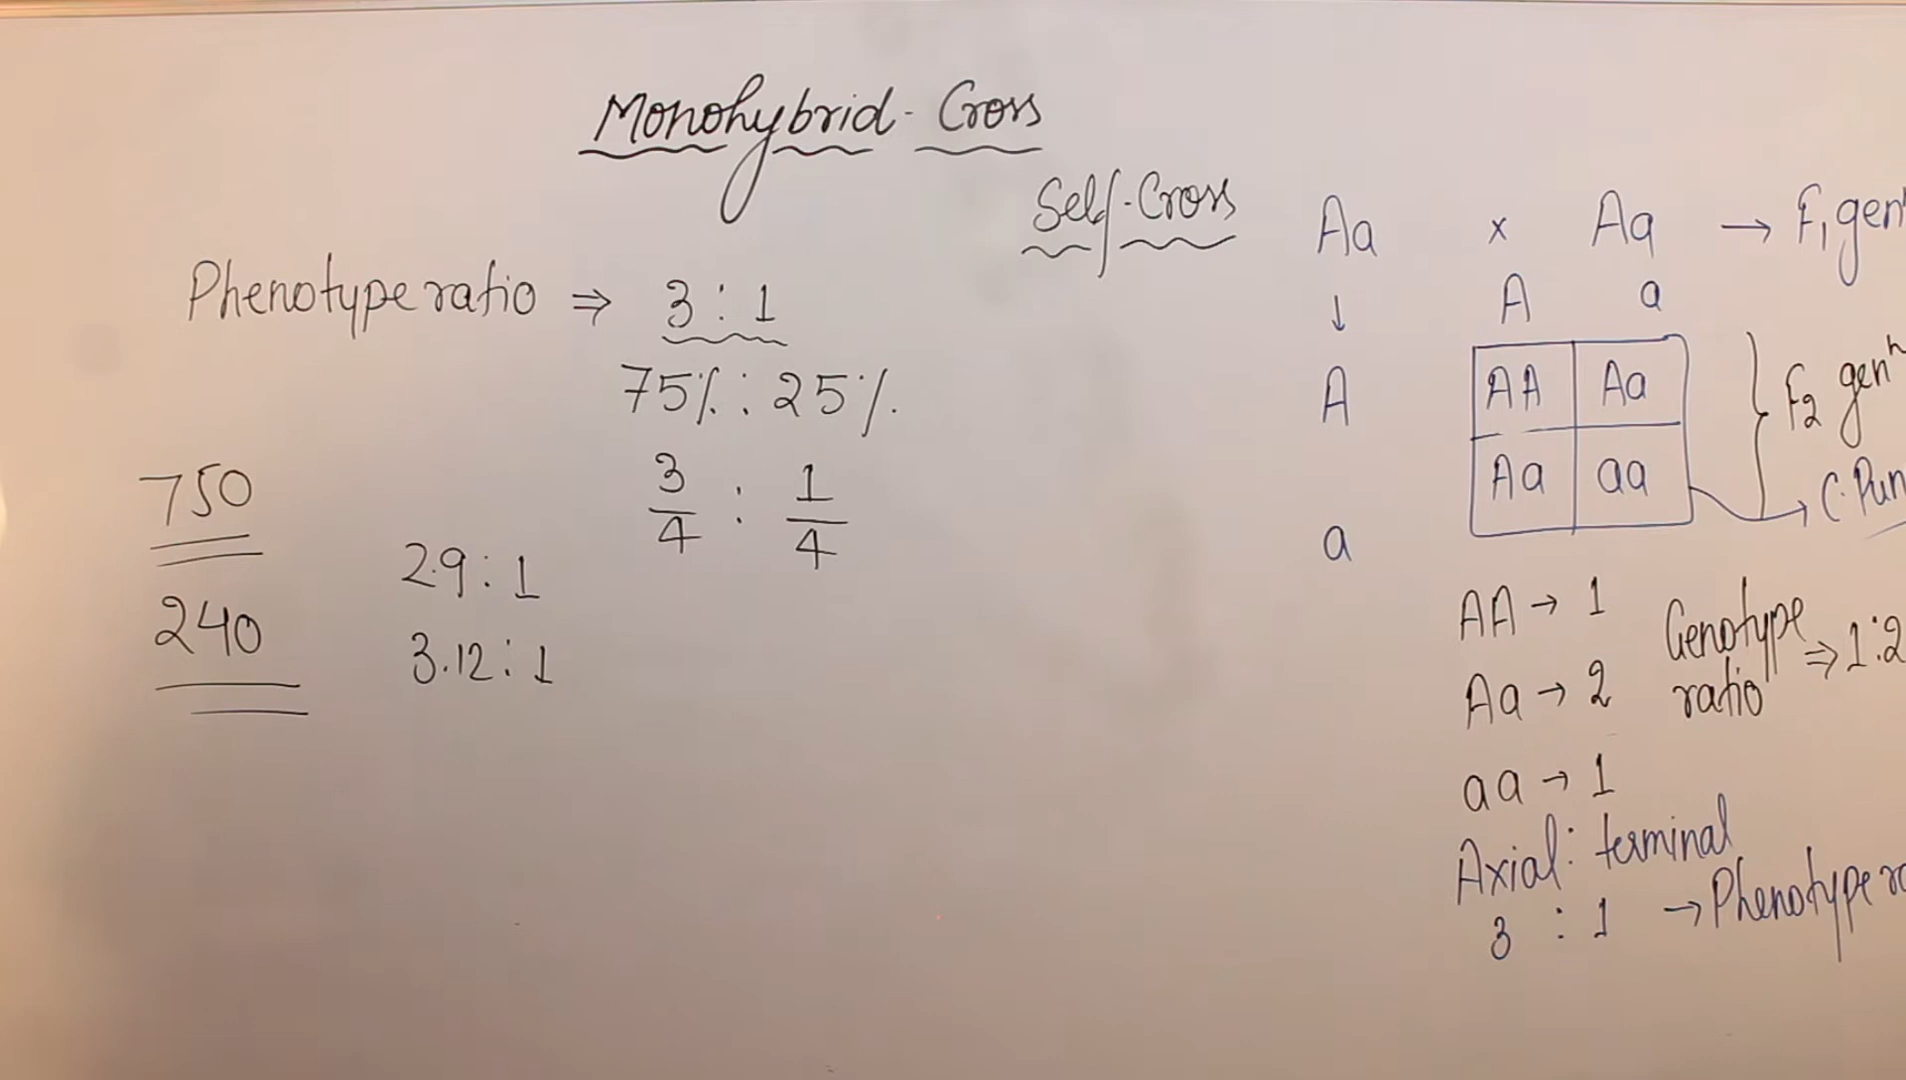 Monohybrid-Cross
Self-Cross
Aa x Aa → F1 gen
Phenotype ratio ⇒ 3 : 1
75% : 25%.
3/4 : 1/4
750
240
2.9 : 1
3.12 : 1
↓ A a
A AA Aa
a Aa aa
} F2 genn
→ C.Pun
AA → 1
Aa → 2
aa → 1
Genotype
ratio ⇒ 1:2
Axial : terminal
3 : 1 → Phenotype